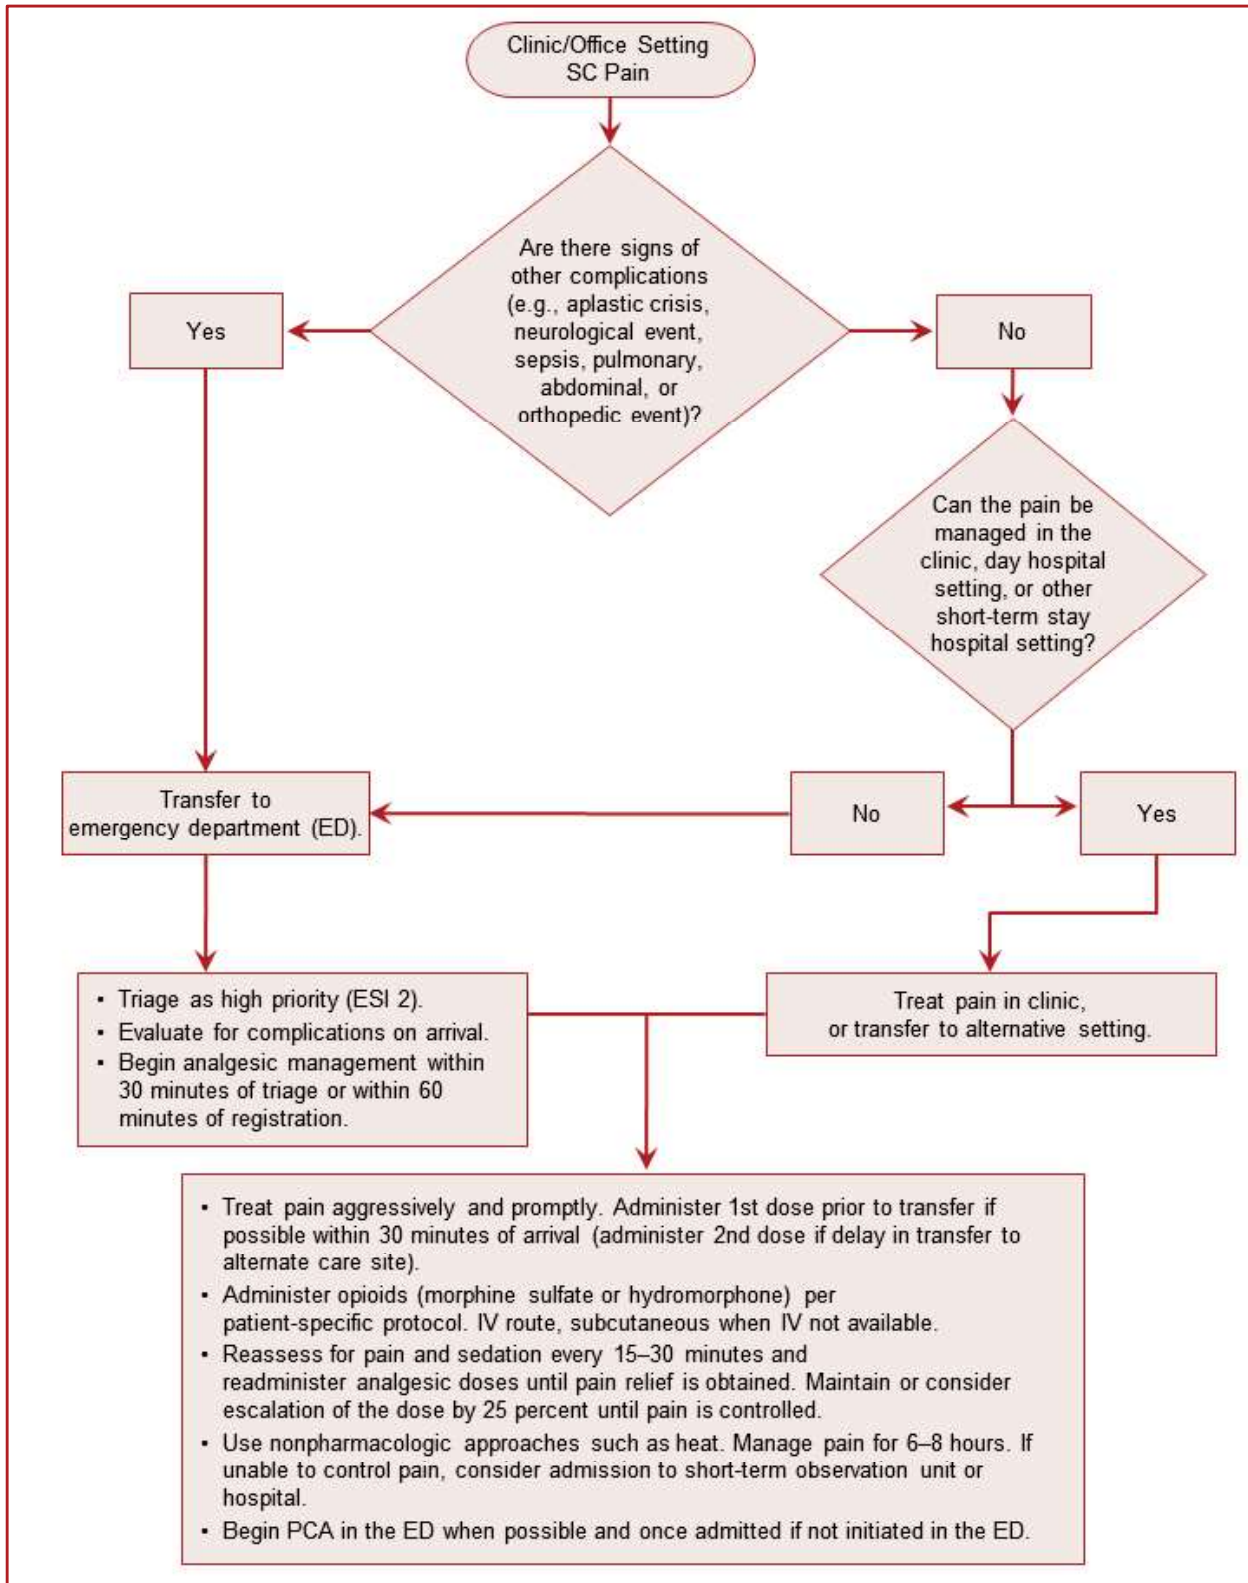 Clinic/Office Setting
SC Pain
Are there signs of
other complications
(e.g., aplastic crisis,
neurological event,
sepsis, pulmonary,
abdominal, or
orthopedic event)?
Yes
No
Can the pain be
managed in the
clinic, day hospital
setting, or other
short-term stay
hospital setting?
Transfer to
emergency department (ED).
No
Yes
▪ Triage as high priority (ESI 2).
▪ Evaluate for complications on arrival.
▪ Begin analgesic management within
30 minutes of triage or within 60
minutes of registration.
Treat pain in clinic,
or transfer to alternative setting.
▪ Treat pain aggressively and promptly. Administer 1st dose prior to transfer if
possible within 30 minutes of arrival (administer 2nd dose if delay in transfer to
alternate care site).
▪ Administer opioids (morphine sulfate or hydromorphone) per
patient-specific protocol. IV route, subcutaneous when IV not available.
▪ Reassess for pain and sedation every 15–30 minutes and
readminister analgesic doses until pain relief is obtained. Maintain or consider
escalation of the dose by 25 percent until pain is controlled.
▪ Use nonpharmacologic approaches such as heat. Manage pain for 6–8 hours. If
unable to control pain, consider admission to short-term observation unit or
hospital.
▪ Begin PCA in the ED when possible and once admitted if not initiated in the ED.